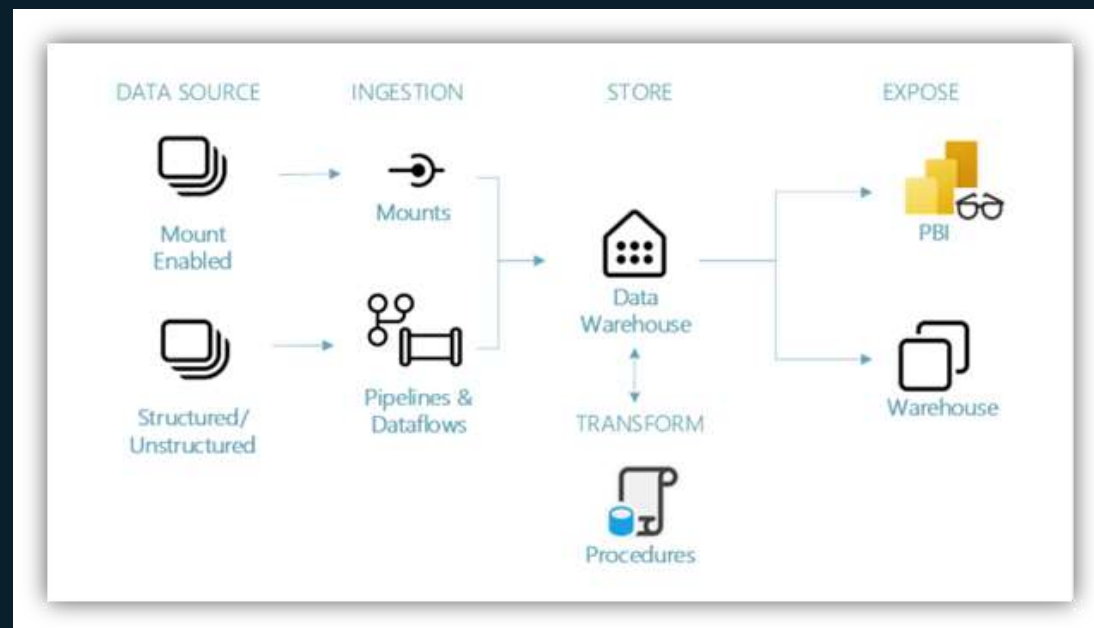 DATA SOURCE
INGESTION
STORE
EXPOSE
Mount
Enabled
Mounts
PBI
Data
Warehouse
Structured/
Unstructured
Pipelines &
Dataflows
TRANSFORM
Warehouse
Procedures